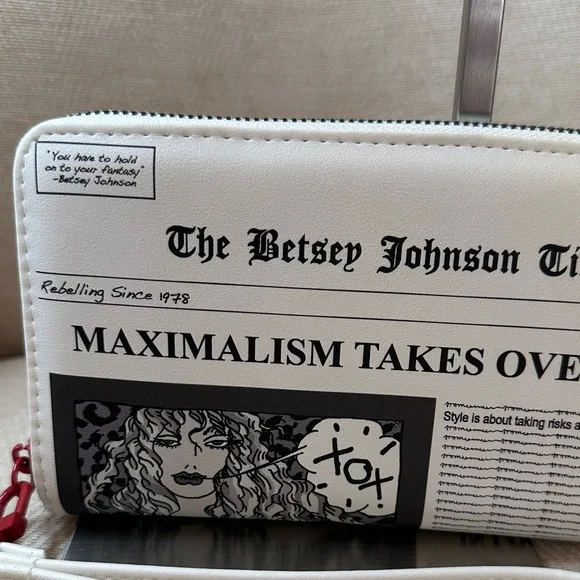 "You have to hold
on to your fantasy"
-Betsey Johnson
The Betsey Johnson Ti
Rebelling Since 1978
MAXIMALISM TAKES OVE
Style is about taking risks a
XOX